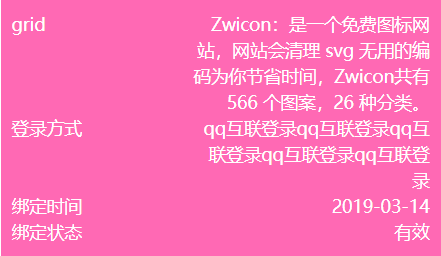 grid Zwicon：是一个免费图标网
站，网站会清理 svg 无用的编
码为你节省时间，Zwicon共有
566 个图案，26 种分类。
登录方式 qq互联登录qq互联登录qq互
联登录qq互联登录qq互联登
录
绑定时间 2019-03-14
绑定状态 有效